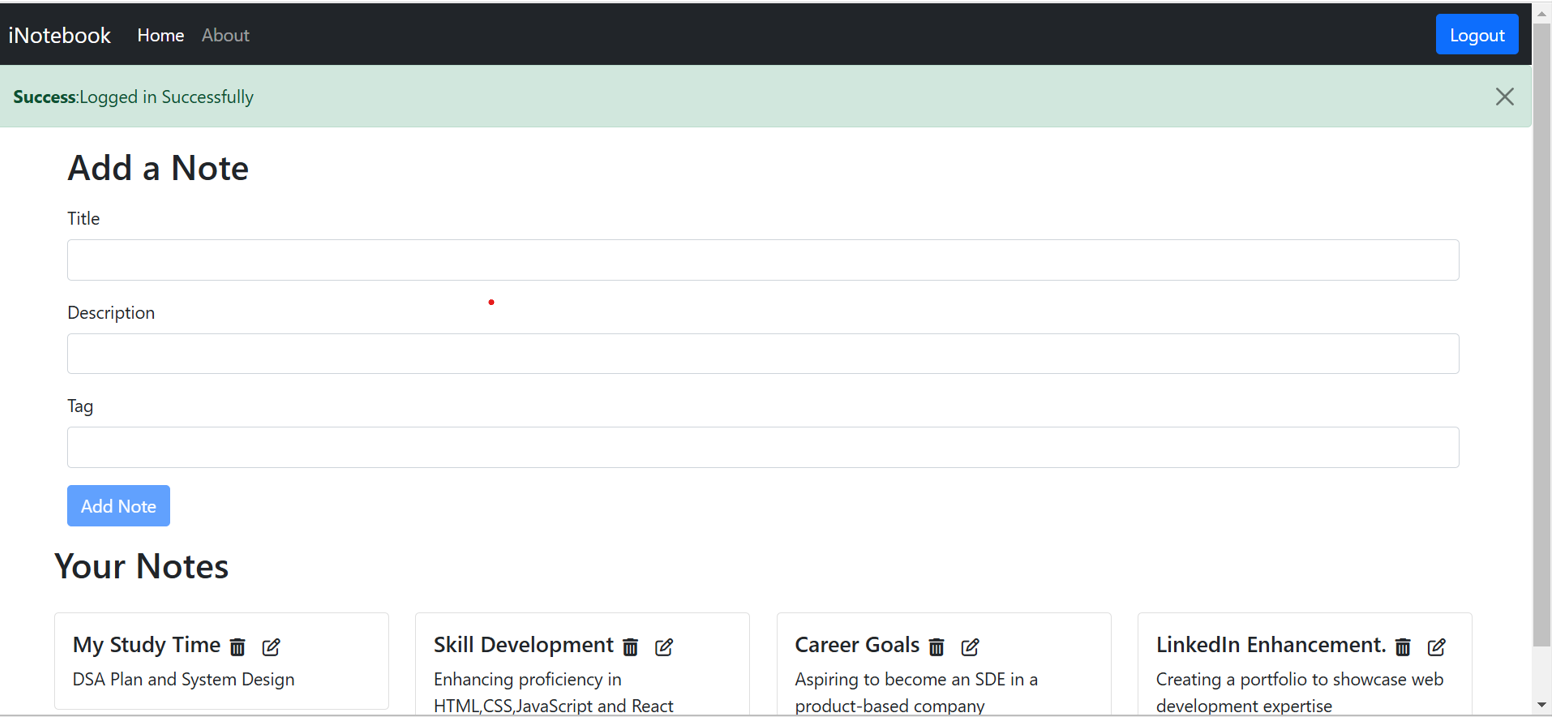 iNotebook Home About Logout
Success:Logged in Successfully
Add a Note
Title
Description
Tag
Add Note
Your Notes
My Study Time
DSA Plan and System Design
Skill Development
Enhancing proficiency in
HTML,CSS,JavaScript and React
Career Goals
Aspiring to become an SDE in a
product-based company
LinkedIn Enhancement.
Creating a portfolio to showcase web
development expertise